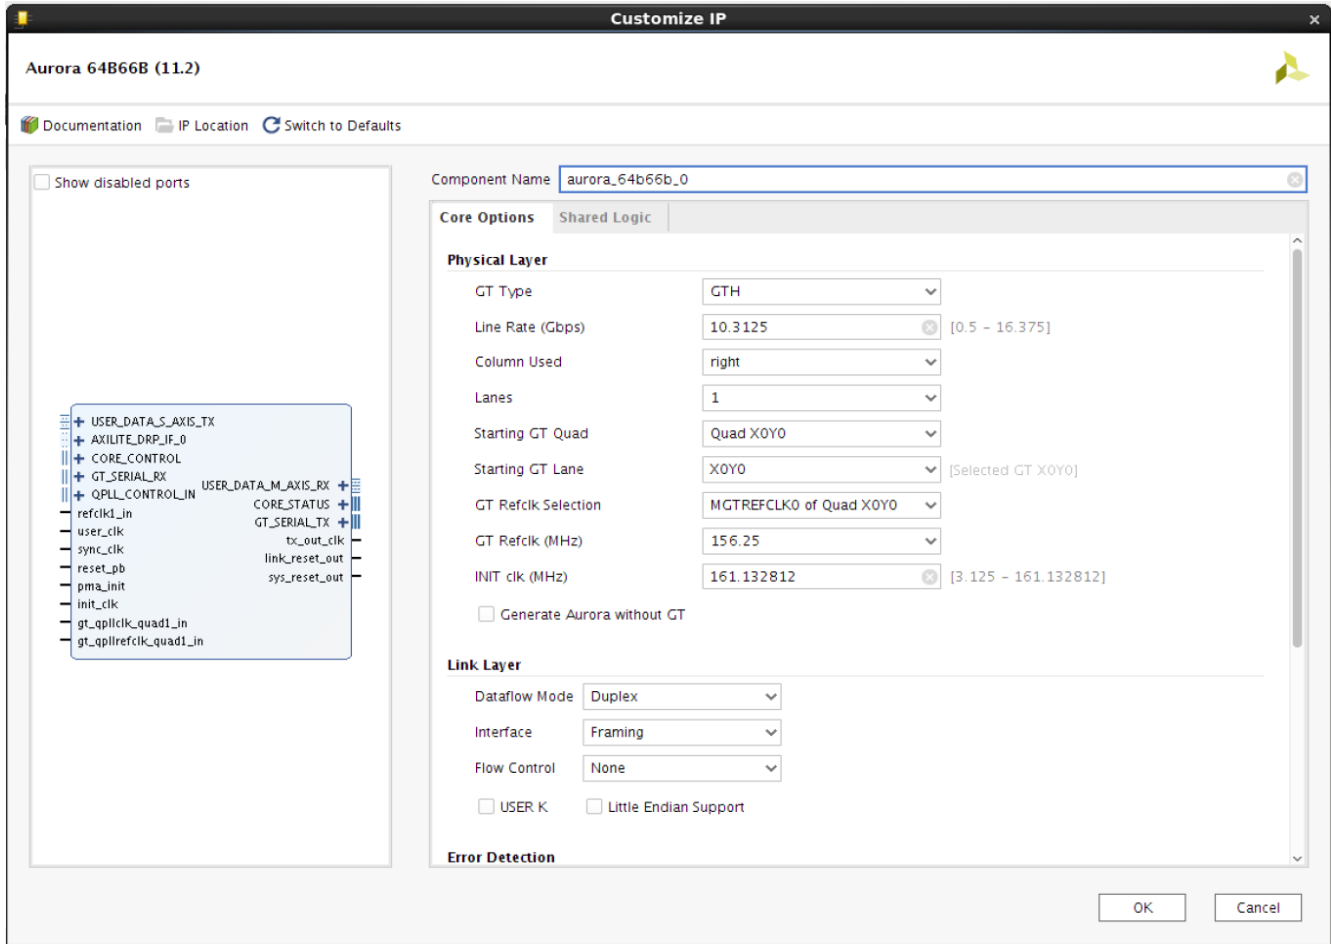 Customize IP
Aurora 64B66B (11.2)
Documentation IP Location Switch to Defaults
Show disabled ports
USER_DATA_S_AXIS_TX
AXILITE_DRP_IF_0
CORE_CONTROL
GT_SERIAL_RX
QPLL_CONTROL_IN
refclk1_in
user_clk
sync_clk
reset_pb
pma_init
init_clk
gt_qpllclk_quad1_in
gt_qpllrefclk_quad1_in
USER_DATA_M_AXIS_RX
CORE_STATUS
GT_SERIAL_TX
tx_out_clk
link_reset_out
sys_reset_out
Component Name aurora_64b66b_0
Core Options Shared Logic
Physical Layer
GT Type GTH
Line Rate (Gbps) 10.3125 [0.5 - 16.375]
Column Used right
Lanes 1
Starting GT Quad Quad X0Y0
Starting GT Lane X0Y0 [Selected GT X0Y0]
GT Refclk Selection MGTREFCLK0 of Quad X0Y0
GT Refclk (MHz) 156.25
INIT clk (MHz) 161.132812 [3.125 - 161.132812]
Generate Aurora without GT
Link Layer
Dataflow Mode Duplex
Interface Framing
Flow Control None
USER K Little Endian Support
Error Detection
OK Cancel